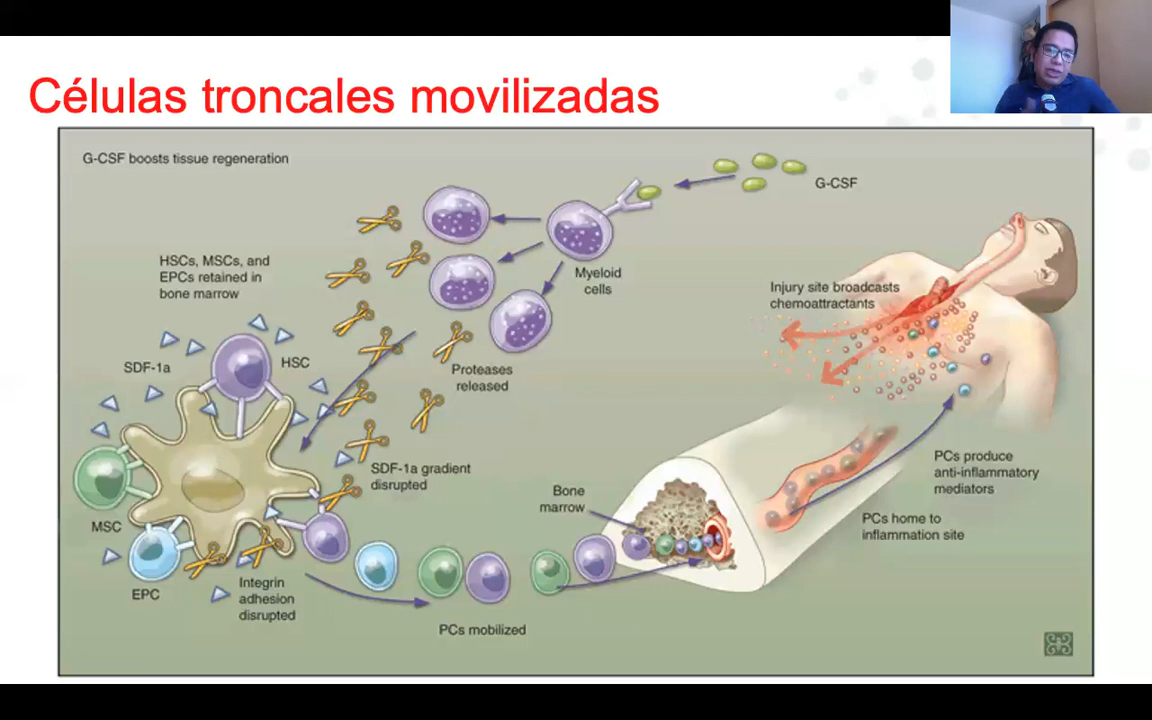 Células troncales movilizadas
G-CSF boosts tissue regeneration
G-CSF
HSCs, MSCs, and
EPCs retained in
bone marrow
Myeloid
cells
Injury site broadcasts
chemoattractants
SDF-1a
HSC
Proteases
released
SDF-1a gradient
disrupted
MSC
Bone
marrow
PCs produce
anti-inflammatory
mediators
PCs home to
inflammation site
EPC
Integrin
adhesion
disrupted
PCs mobilized